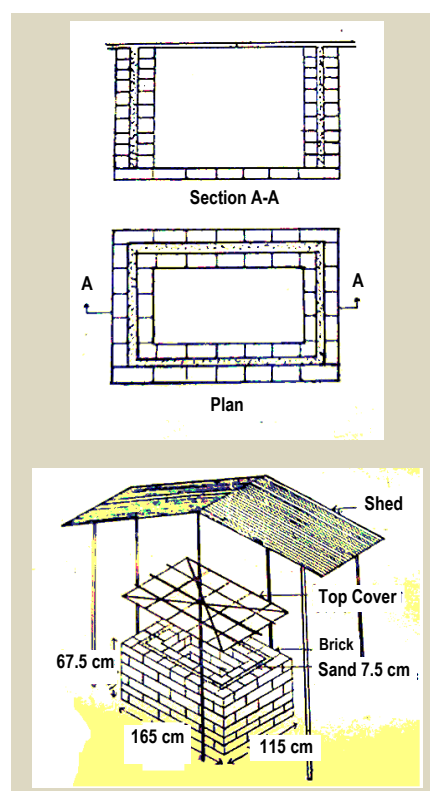 Section A-A
A
A
Plan
Shed
Top Cover
Brick
67.5 cm
Sand 7.5 cm
165 cm
115 cm